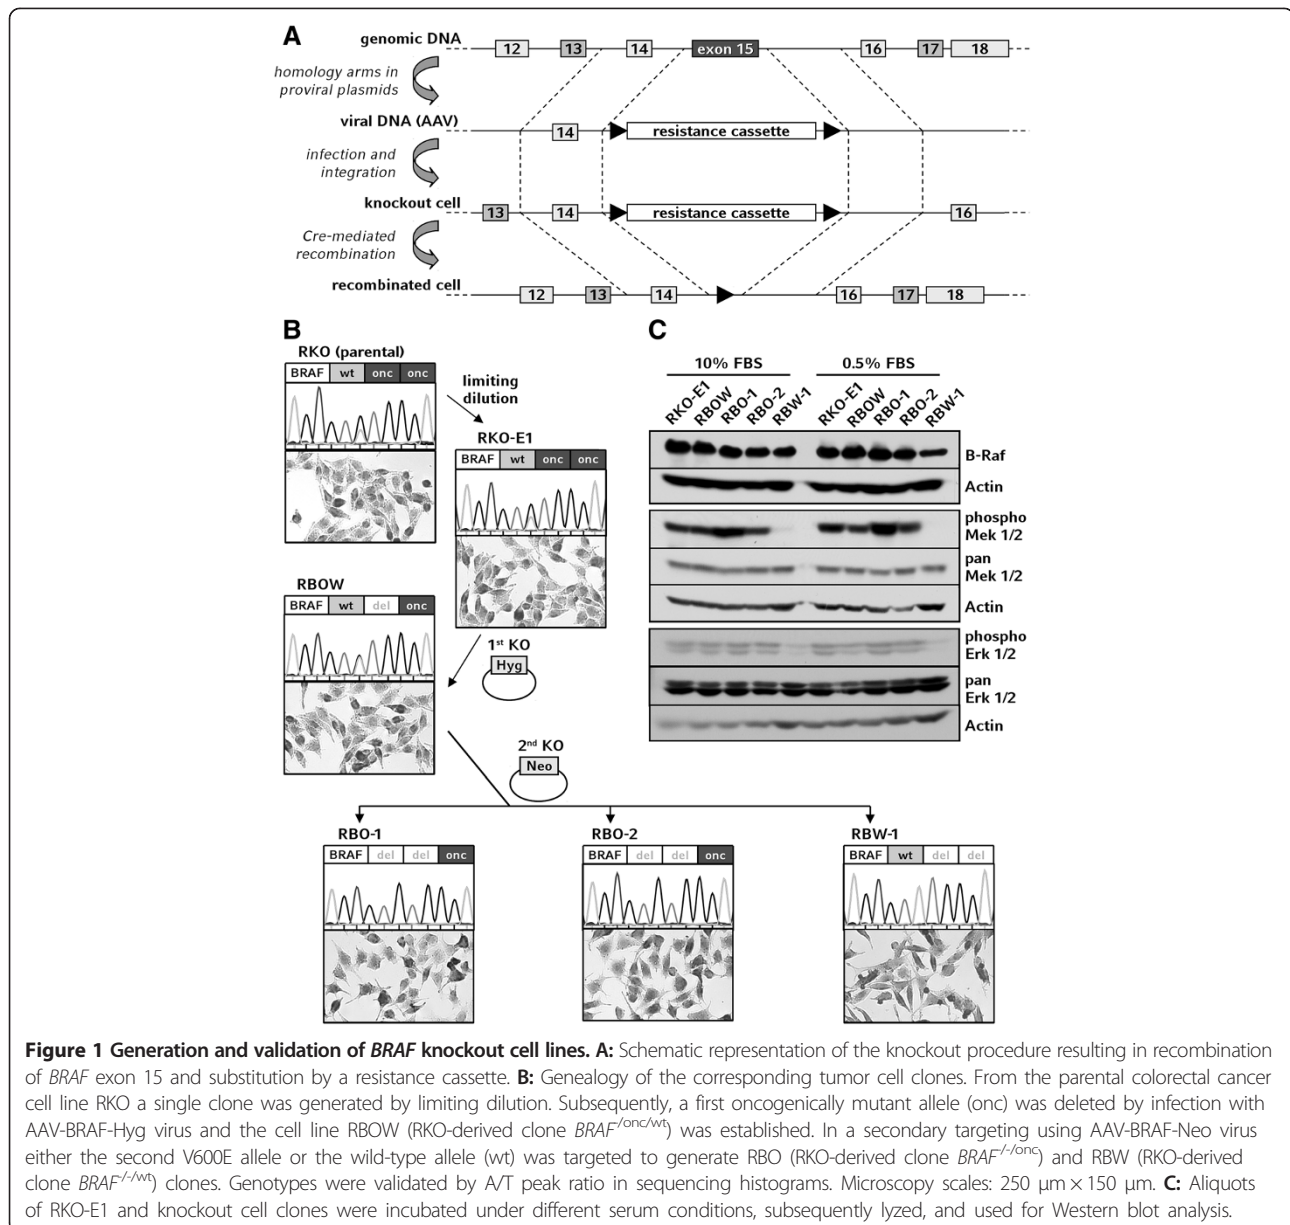 A
genomic DNA
12 13 14 exon 15 16 17 18
homology arms in
proviral plasmids
viral DNA (AAV)
14 resistance cassette
infection and
integration
knockout cell
13 14 resistance cassette 16
Cre-mediated
recombination
recombinated cell
12 13 14 16 17 18
B
RKO (parental)
BRAF wt onc onc
limiting
dilution
RKO-E1
BRAF wt onc onc
RBOW
BRAF wt del onc
1st KO
Hyg
2nd KO
Neo
RBO-1
BRAF del del onc
RBO-2
BRAF del del onc
RBW-1
BRAF wt del del
C
10% FBS 0.5% FBS
RKO-E1 RBOW RBO-1 RBO-2 RBW-1 RKO-E1 RBOW RBO-1 RBO-2 RBW-1
B-Raf
Actin
phospho
Mek 1/2
pan
Mek 1/2
Actin
phospho
Erk 1/2
pan
Erk 1/2
Actin
Figure 1 Generation and validation of BRAF knockout cell lines. A: Schematic representation of the knockout procedure resulting in recombination
of BRAF exon 15 and substitution by a resistance cassette. B: Genealogy of the corresponding tumor cell clones. From the parental colorectal cancer
cell line RKO a single clone was generated by limiting dilution. Subsequently, a first oncogenically mutant allele (onc) was deleted by infection with
AAV-BRAF-Hyg virus and the cell line RBOW (RKO-derived clone BRAF-/onc/wt) was established. In a secondary targeting using AAV-BRAF-Neo virus
either the second V600E allele or the wild-type allele (wt) was targeted to generate RBO (RKO-derived clone BRAF-/-/onc) and RBW (RKO-derived
clone BRAF-/-/wt) clones. Genotypes were validated by A/T peak ratio in sequencing histograms. Microscopy scales: 250 μm × 150 μm. C: Aliquots
of RKO-E1 and knockout cell clones were incubated under different serum conditions, subsequently lyzed, and used for Western blot analysis.